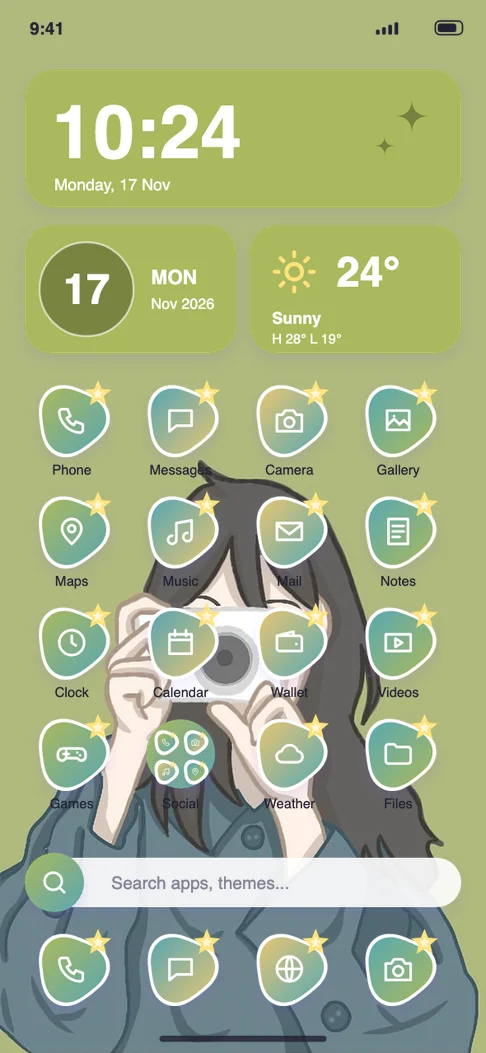 9:41
10:24
Monday, 17 Nov
17
MON
Nov 2026
24°
Sunny
H 28° L 19°
Phone
Messages
Camera
Gallery
Maps
Music
Mail
Notes
Clock
Calendar
Wallet
Videos
Games
Social
Weather
Files
Search apps, themes...